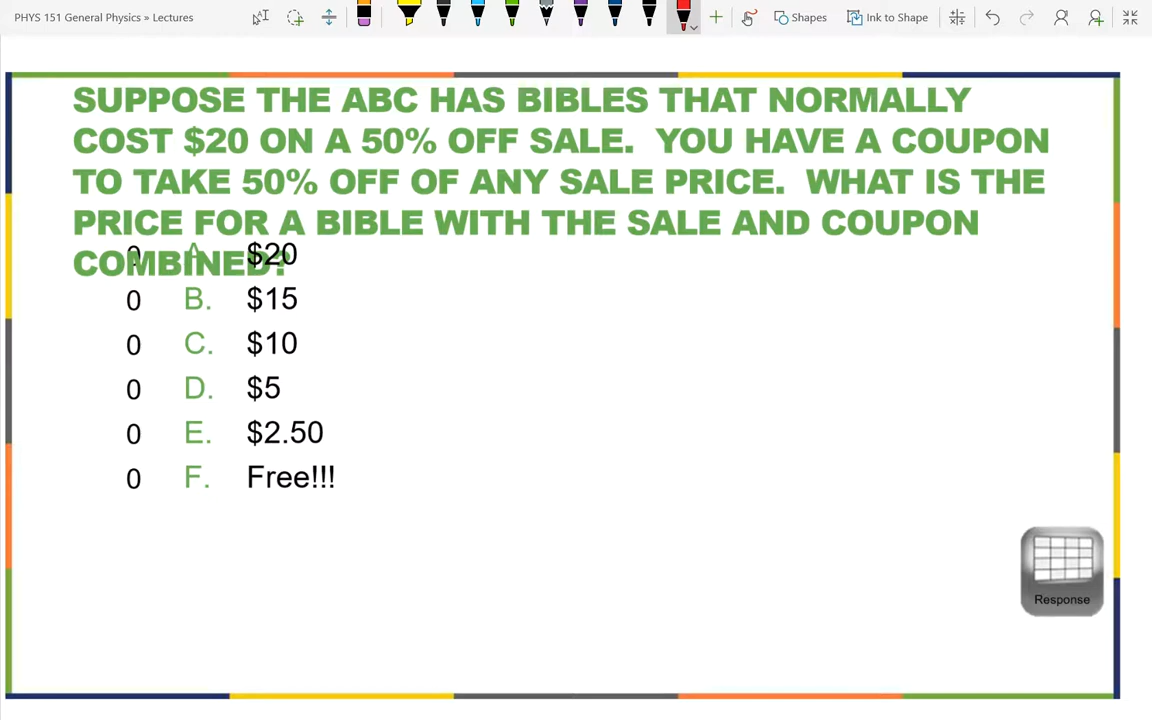 PHYS 151 General Physics » Lectures
Shapes
Ink to Shape
SUPPOSE THE ABC HAS BIBLES THAT NORMALLY
COST $20 ON A 50% OFF SALE. YOU HAVE A COUPON
TO TAKE 50% OFF OF ANY SALE PRICE. WHAT IS THE
PRICE FOR A BIBLE WITH THE SALE AND COUPON
COMBINED?
0 A. $20
0 B. $15
0 C. $10
0 D. $5
0 E. $2.50
0 F. Free!!!
Response